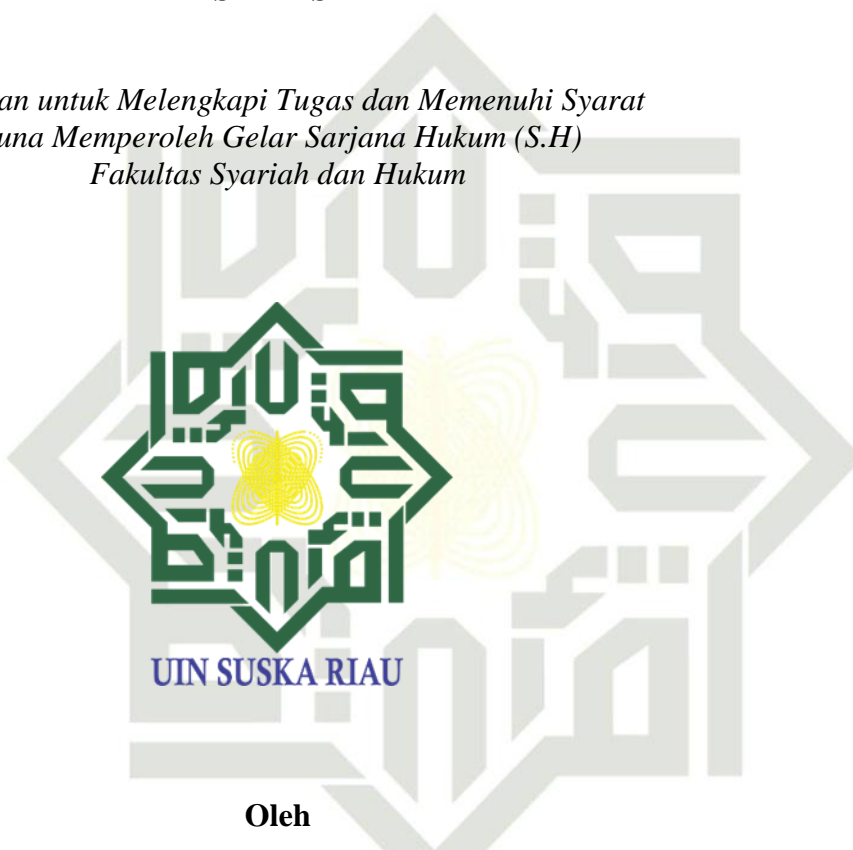 an untuk Melengkapi Tugas dan Memenuhi Syarat
una Memperoleh Gelar Sarjana Hukum (S.H)
Fakultas Syariah dan Hukum
UIN SUSKA RIAU
Oleh